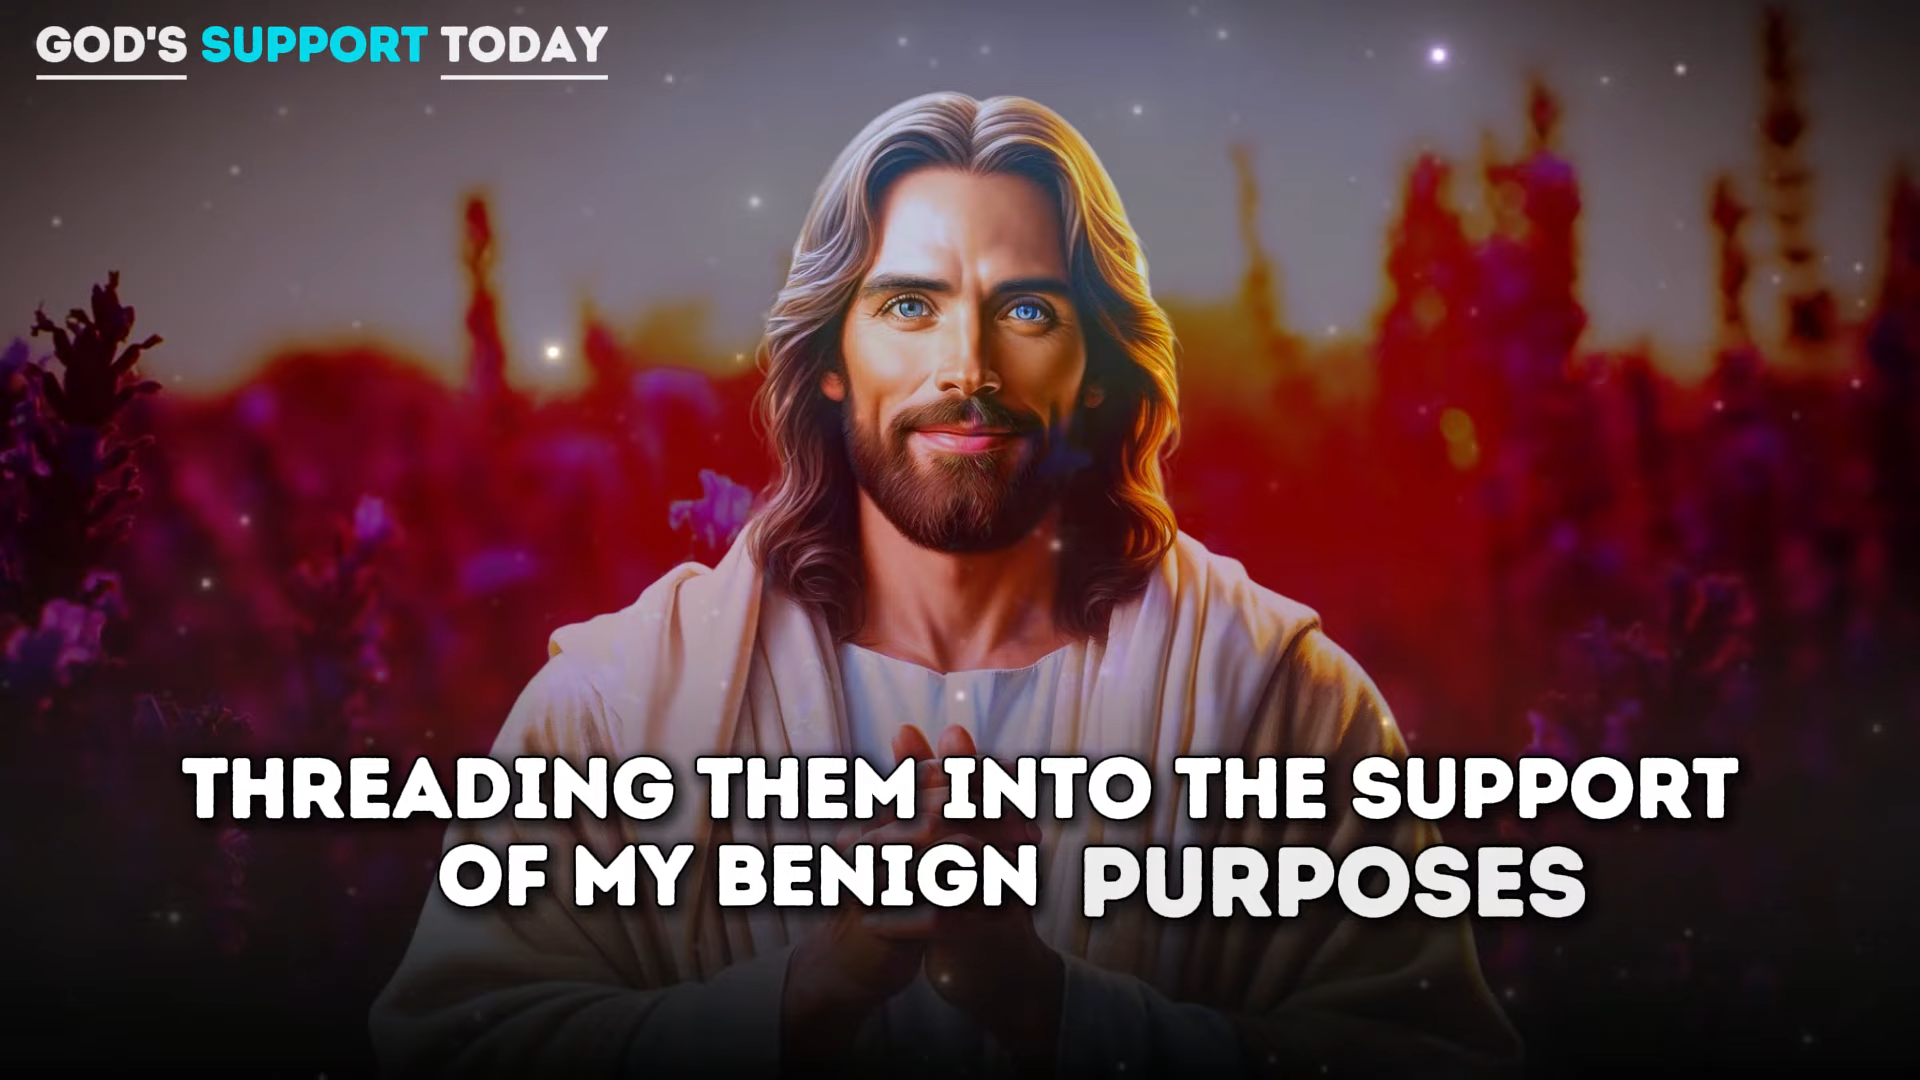 GOD'S SUPPORT TODAY
THREADING THEM INTO THE SUPPORT
OF MY BENIGN PURPOSES